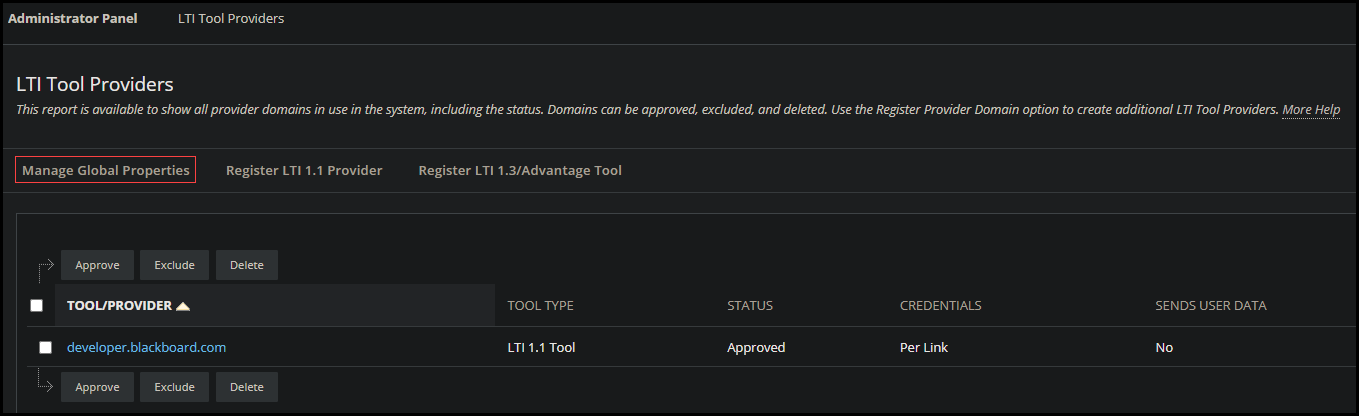 Administrator Panel LTI Tool Providers
LTI Tool Providers
This report is available to show all provider domains in use in the system, including the status. Domains can be approved, excluded, and deleted. Use the Register Provider Domain option to create additional LTI Tool Providers. More Help
Manage Global Properties Register LTI 1.1 Provider Register LTI 1.3/Advantage Tool
Approve Exclude Delete
TOOL/PROVIDER TOOL TYPE STATUS CREDENTIALS SENDS USER DATA
developer.blackboard.com LTI 1.1 Tool Approved Per Link No
Approve Exclude Delete